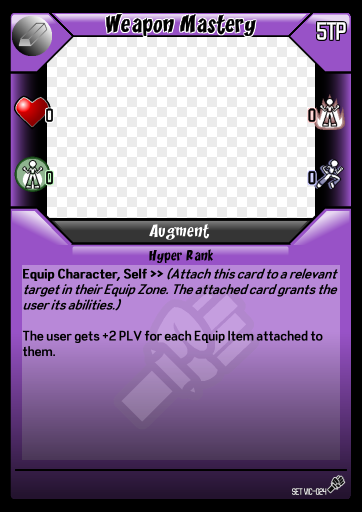 Weapon Mastery
5TP
0
0
0
0
Augment
Hyper Rank
Equip Character, Self >> (Attach this card to a relevant
target in their Equip Zone. The attached card grants the
user its abilities.)
The user gets +2 PLV for each Equip Item attached to
them.
SET VIC-024